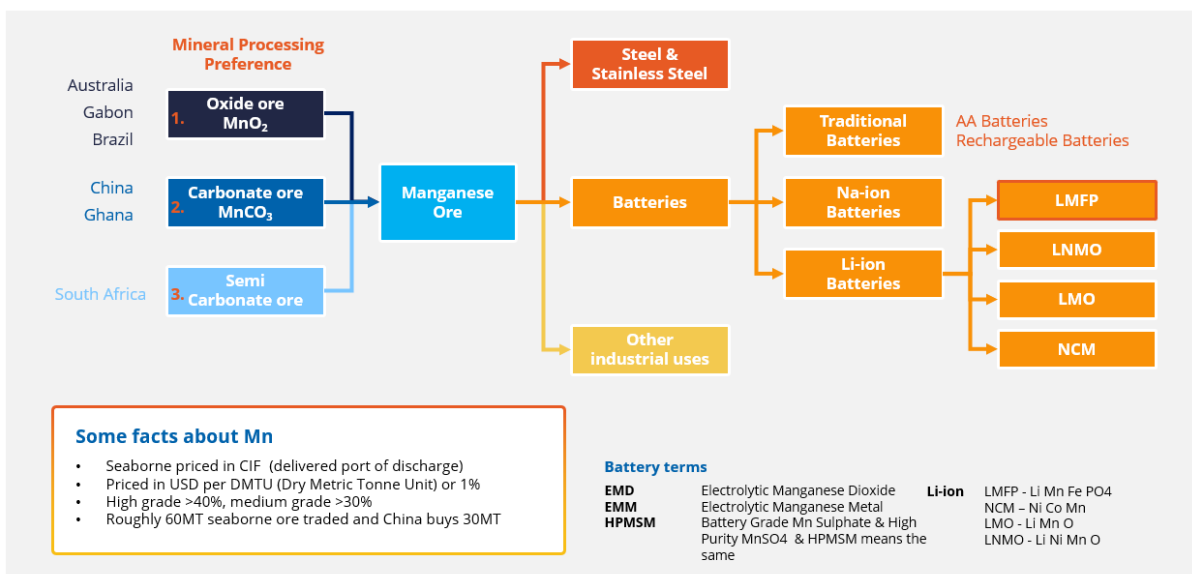 Mineral Processing
Preference
Australia
Gabon
Brazil
1.
Oxide ore
MnO₂
China
Ghana
2.
Carbonate ore
MnCO₃
South Africa
3.
Semi
Carbonate ore
Manganese
Ore
Steel &
Stainless Steel
Batteries
Other
industrial uses
Traditional
Batteries
AA Batteries
Rechargeable Batteries
Na-ion
Batteries
Li-ion
Batteries
LMFP
LNMO
LMO
NCM
Some facts about Mn
• Seaborne priced in CIF (delivered port of discharge)
• Priced in USD per DMTU (Dry Metric Tonne Unit) or 1%
• High grade >40%, medium grade >30%
• Roughly 60MT seaborne ore traded and China buys 30MT
Battery terms
EMD Electrolytic Manganese Dioxide
EMM Electrolytic Manganese Metal
HPMSM Battery Grade Mn Sulphate & High
Purity MnSO4 & HPMSM means the
same
Li-ion LMFP - Li Mn Fe PO4
NCM – Ni Co Mn
LMO - Li Mn O
LNMO - Li Ni Mn O